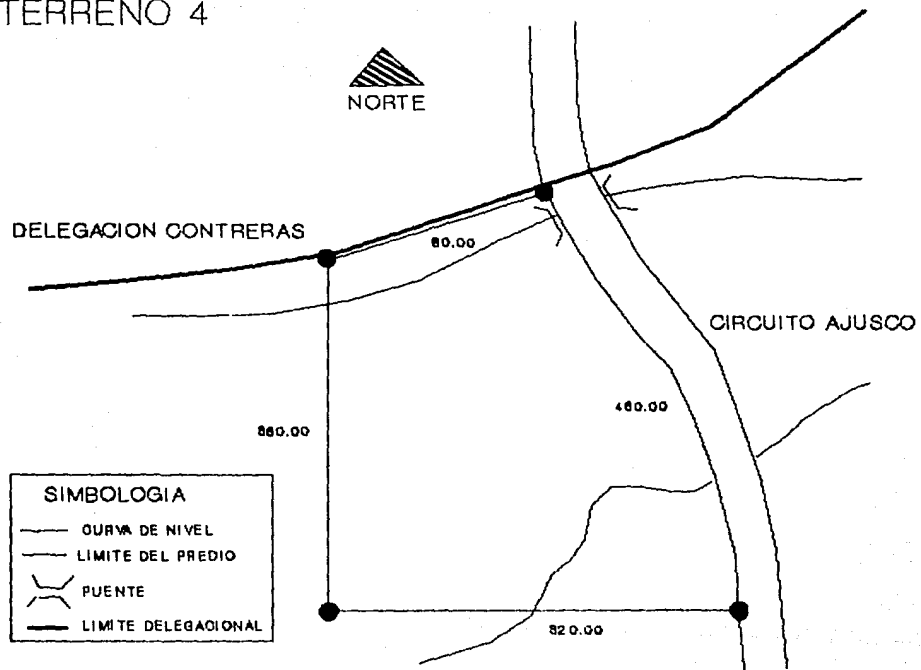 TERRENO 4
NORTE
DELEGACION CONTRERAS
80.00
CIRCUITO AJUSCO
460.00
360.00
SIMBOLOGIA
CURVA DE NIVEL
LIMITE DEL PREDIO
PUENTE
LIMITE DELEGACIONAL
320.00